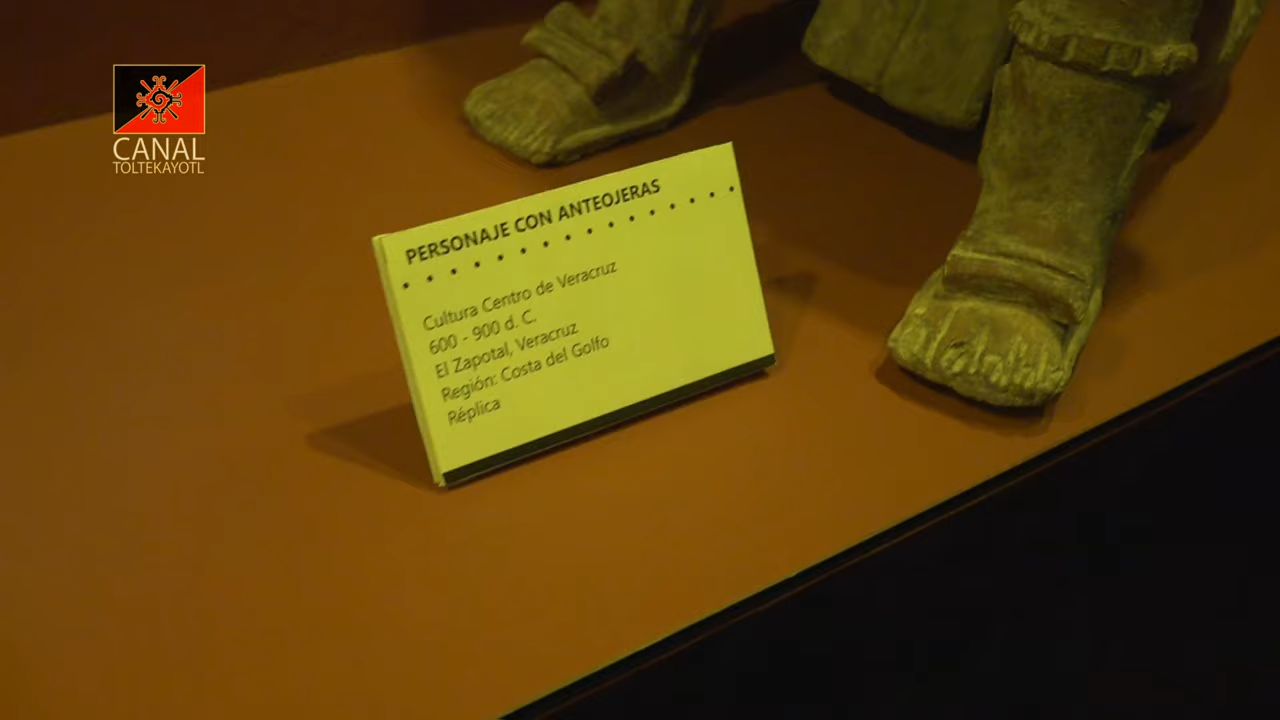 CANAL
TOLTEKAYOTL
PERSONAJE CON ANTEOJERAS
Cultura Centro de Veracruz
600 - 900 d. C.
El Zapotal, Veracruz
Región: Costa del Golfo
Réplica